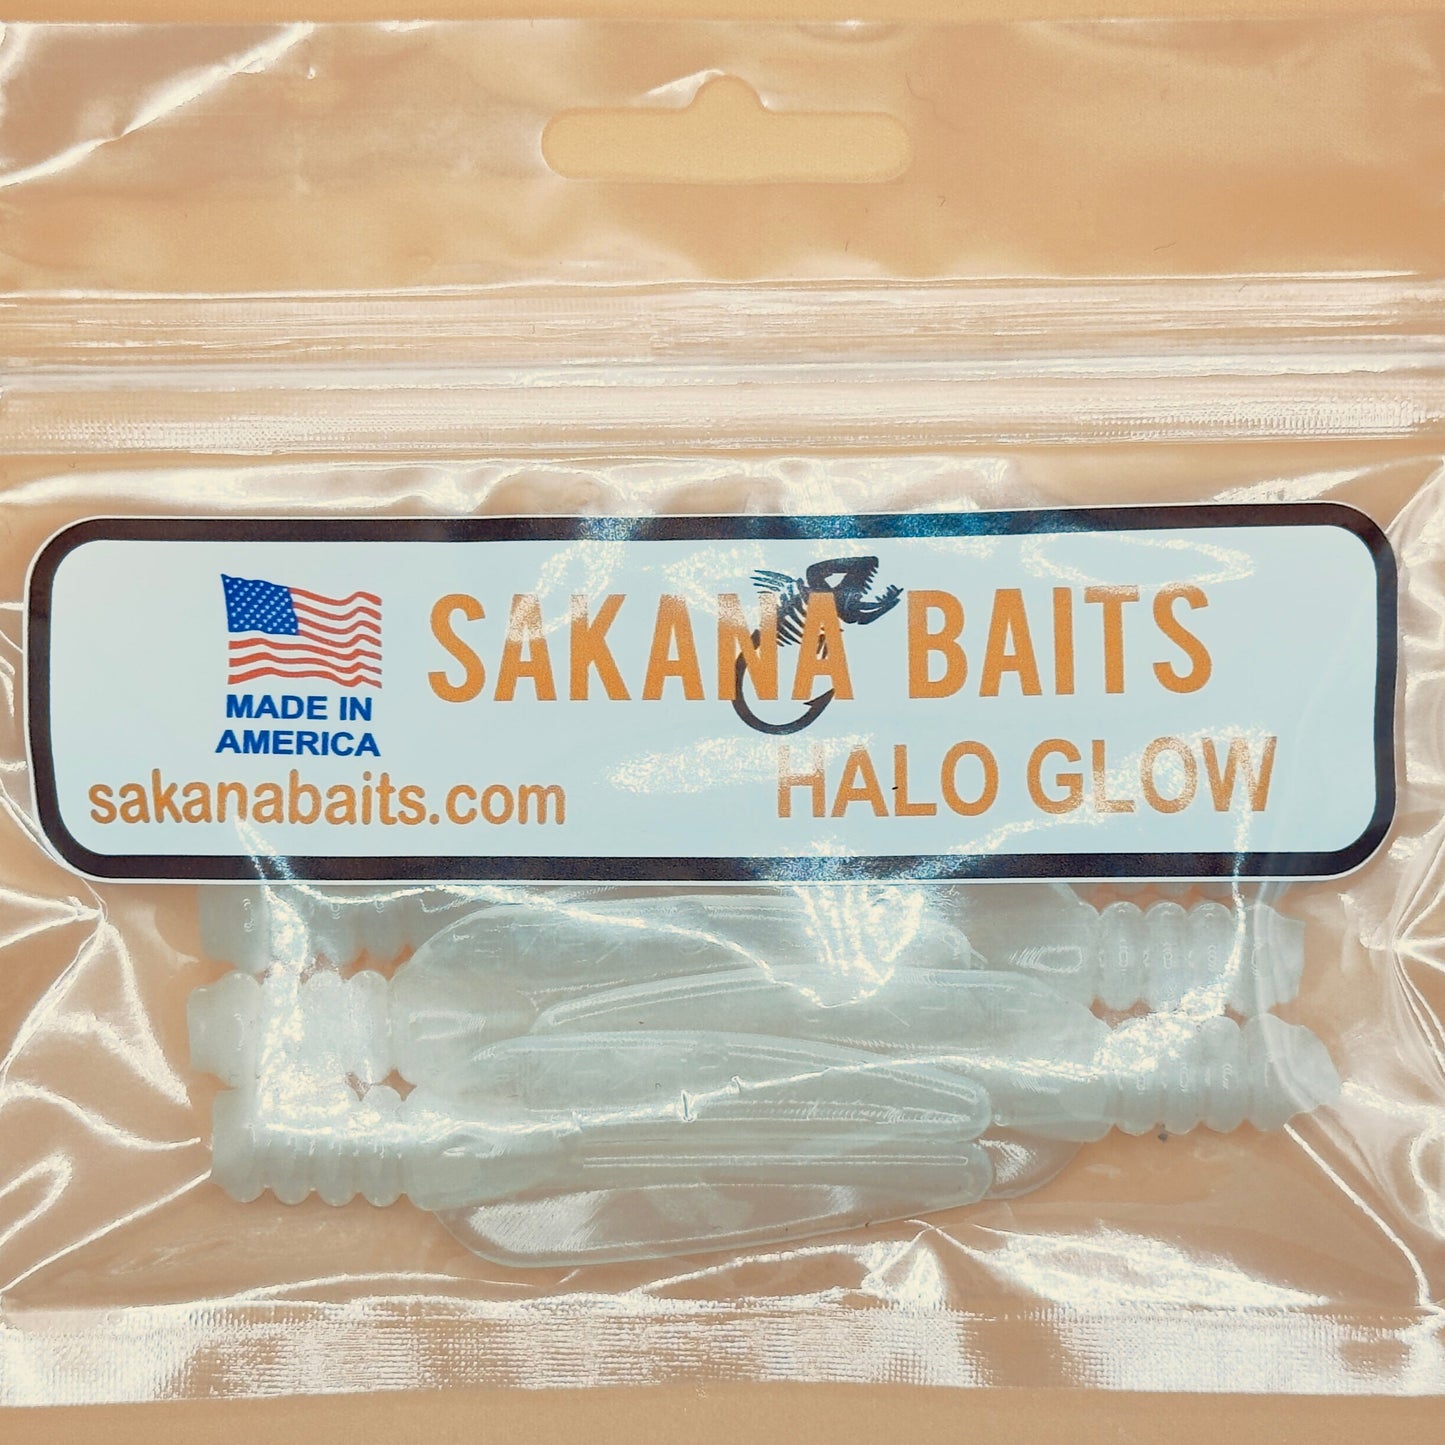 SAKANA BAITS
MADE IN
AMERICA
sakanabaits.com
HALO GLOW